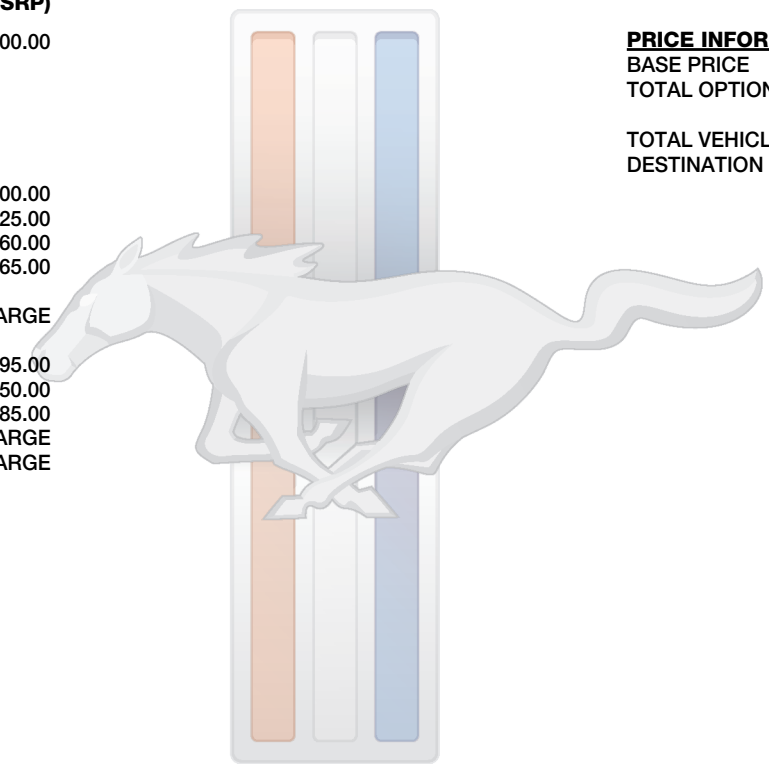 SRP)
00.00
00.00
25.00
60.00
65.00
ARGE
95.00
50.00
85.00
ARGE
ARGE
PRICE INFOR
BASE PRICE
TOTAL OPTION
TOTAL VEHICL
DESTINATION